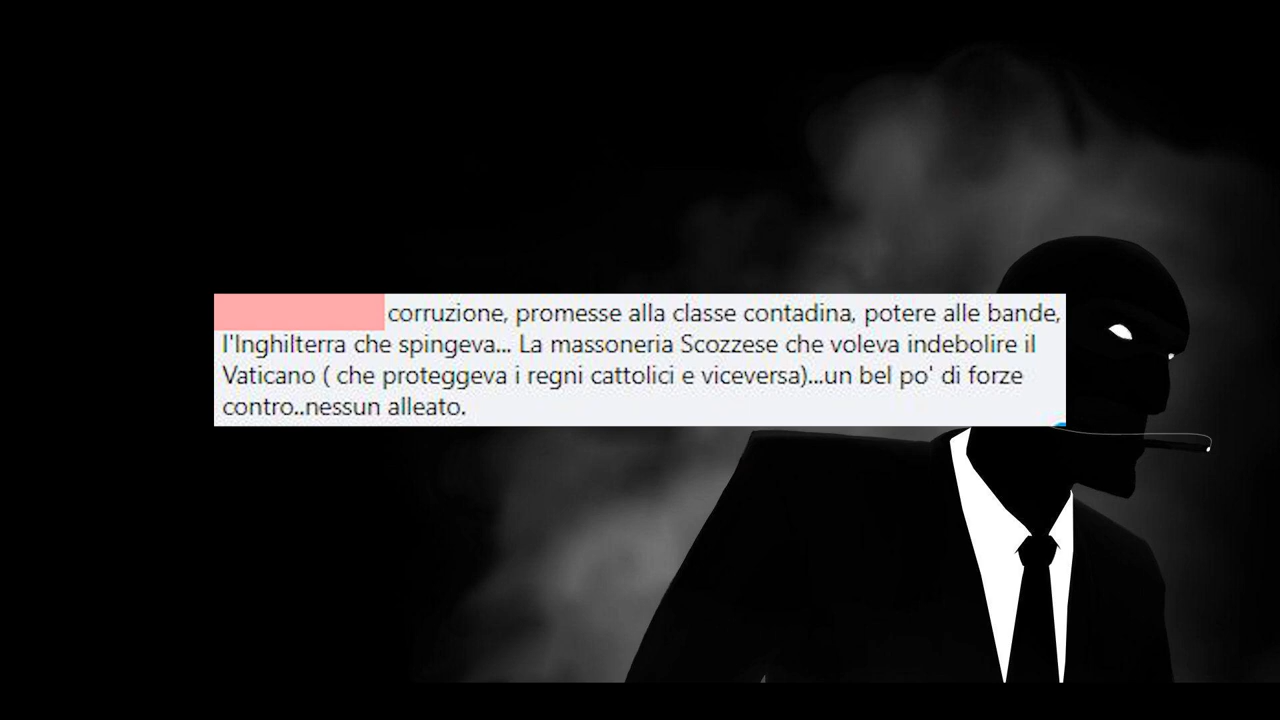 corruzione, promesse alla classe contadina, potere alle bande,
l'Inghilterra che spingeva... La massoneria Scozzese che voleva indebolire il
Vaticano ( che proteggeva i regni cattolici e viceversa)...un bel po' di forze
contro..nessun alleato.